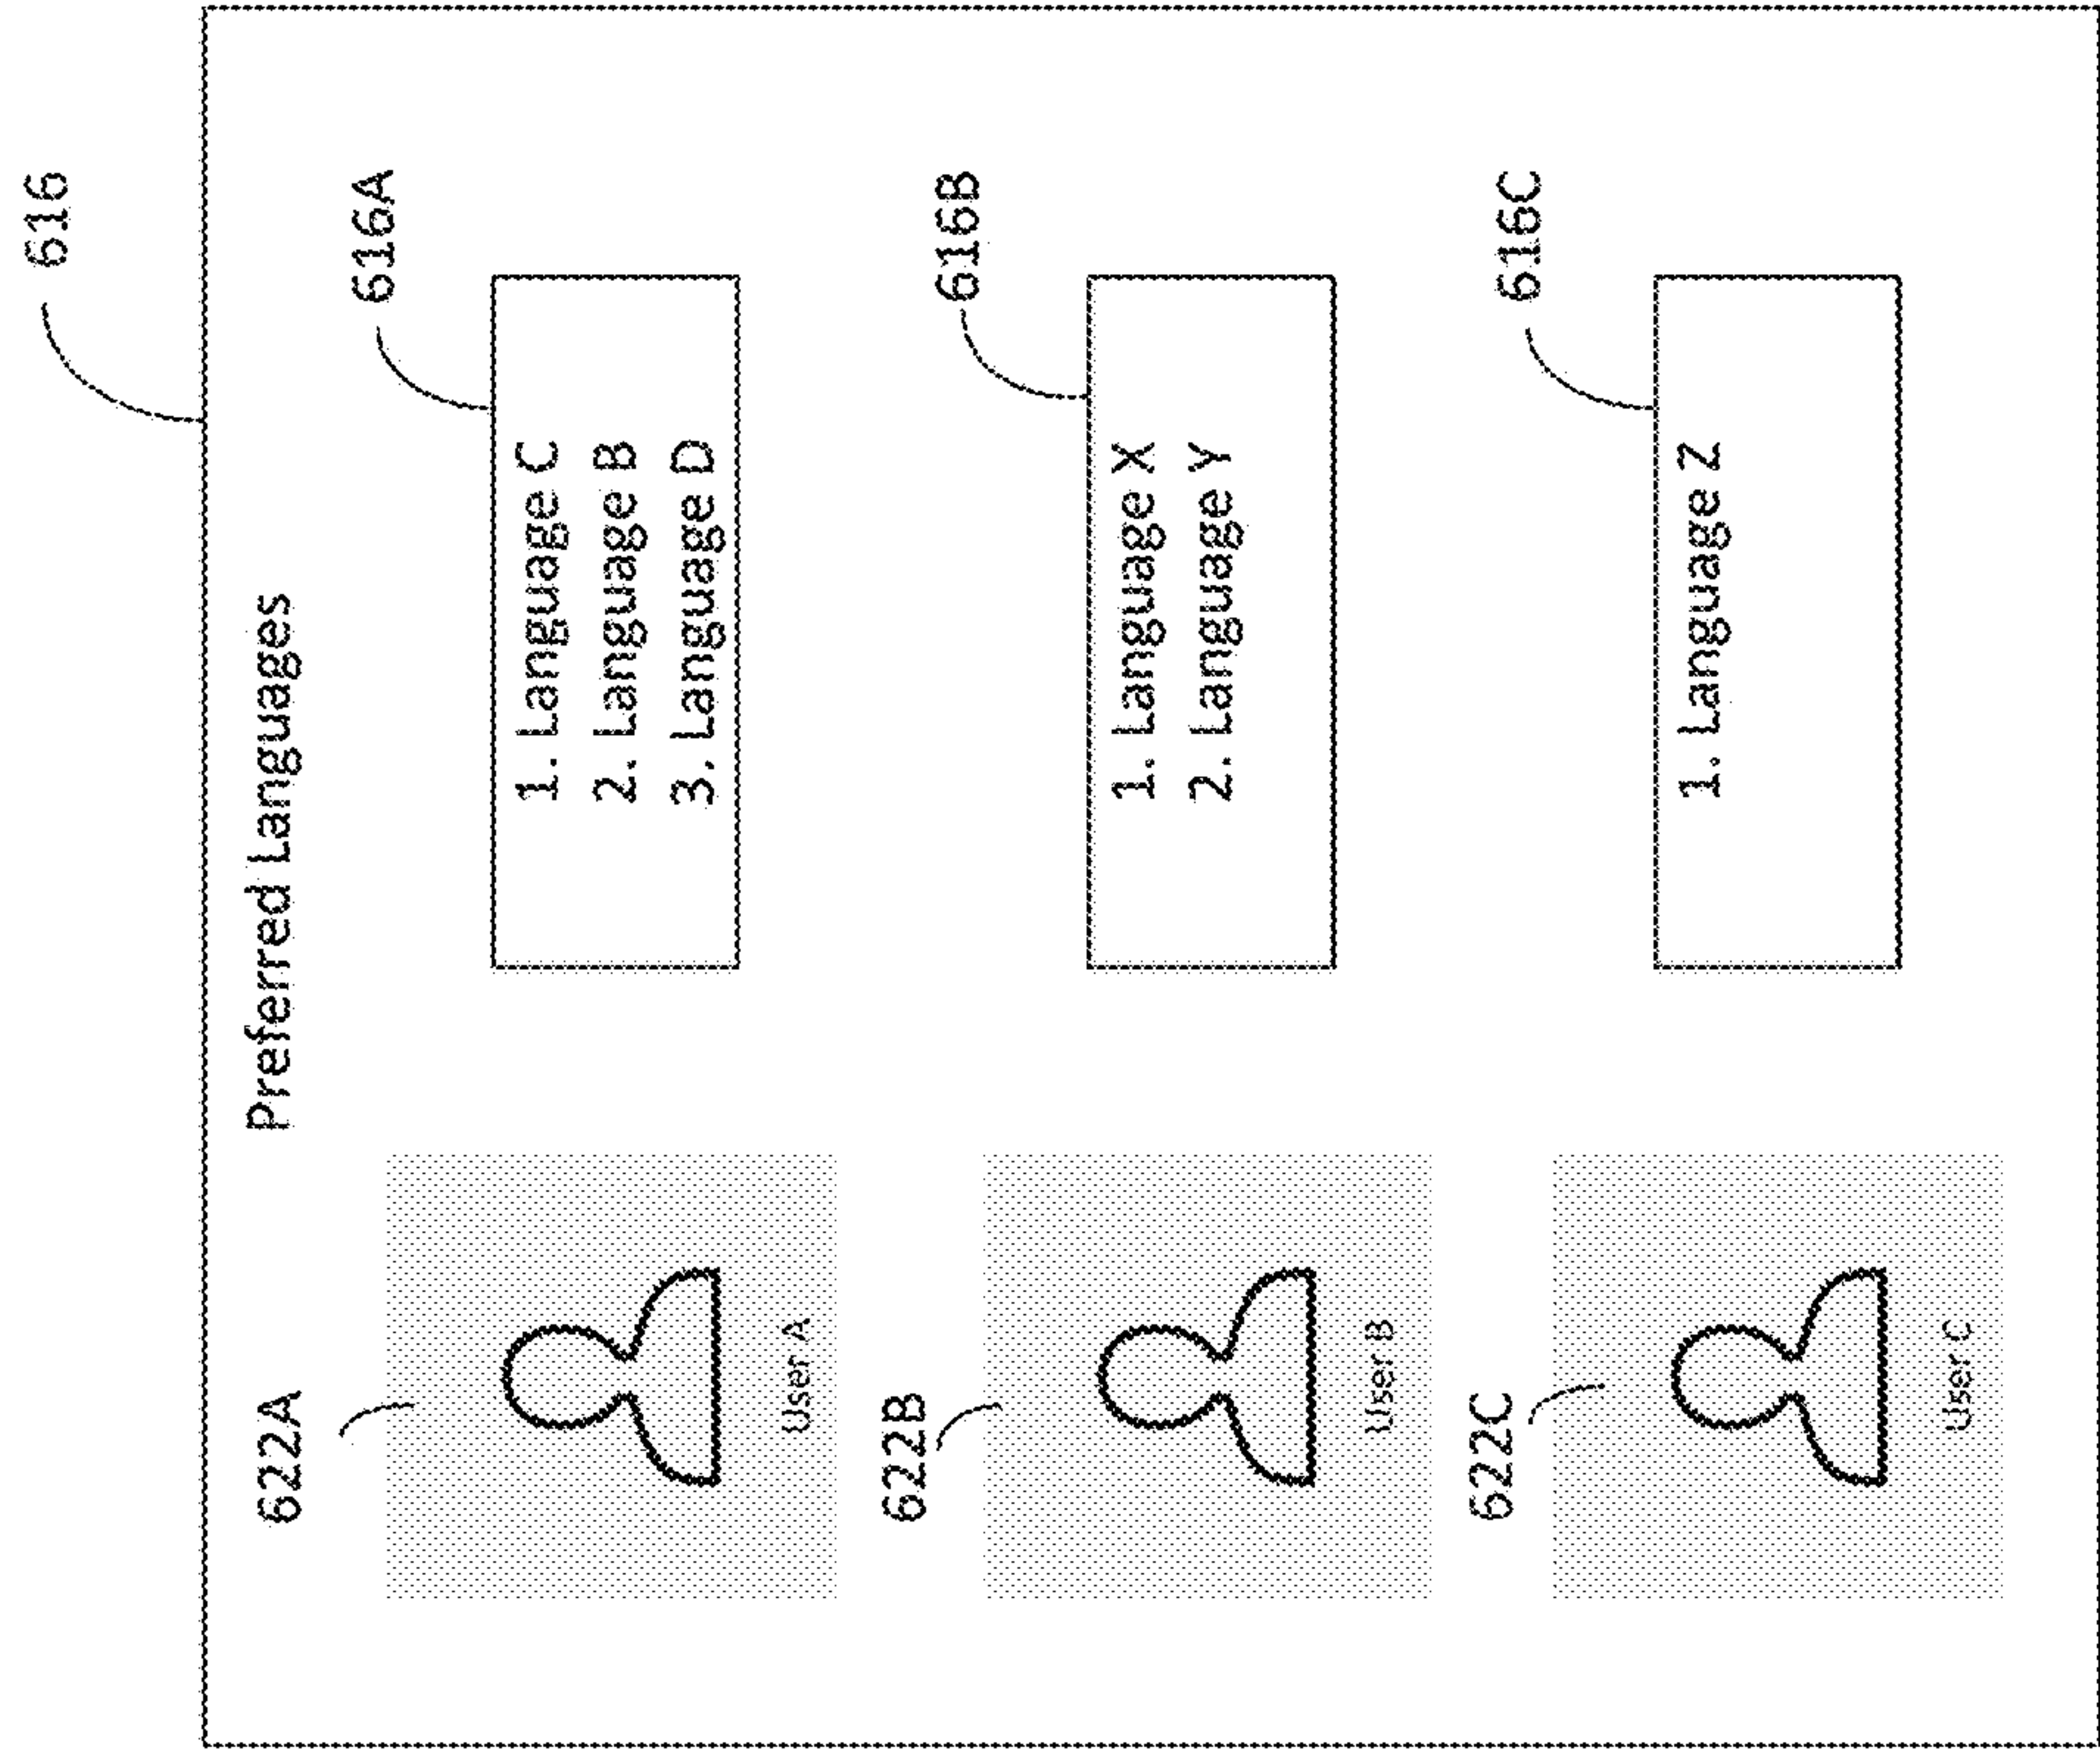 616
Preferred Languages
622A
616A
1. Language C
2. Language B
3. Language D
User A
622B
616B
1. Language X
2. Language Y
User B
622C
616C
1. Language Z
User C